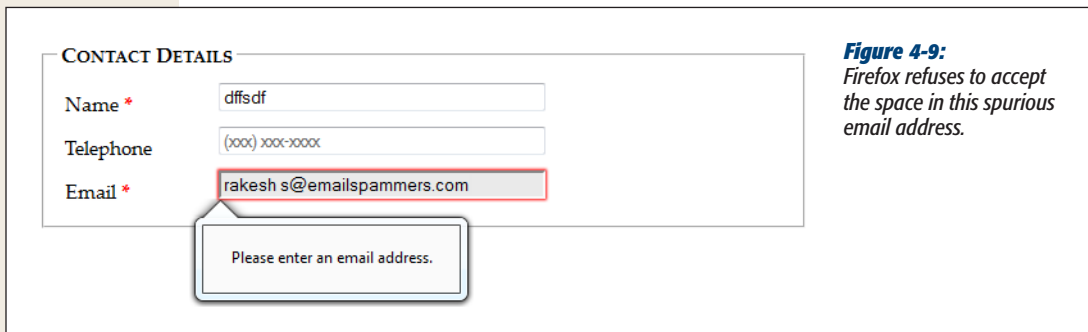 CONTACT DETAILS
Name *
dffsdf
Telephone
(xxx) xxx-xxxx
Email *
rakesh s@emailspammers.com
Please enter an email address.
Figure 4-9:
Firefox refuses to accept
the space in this spurious
email address.